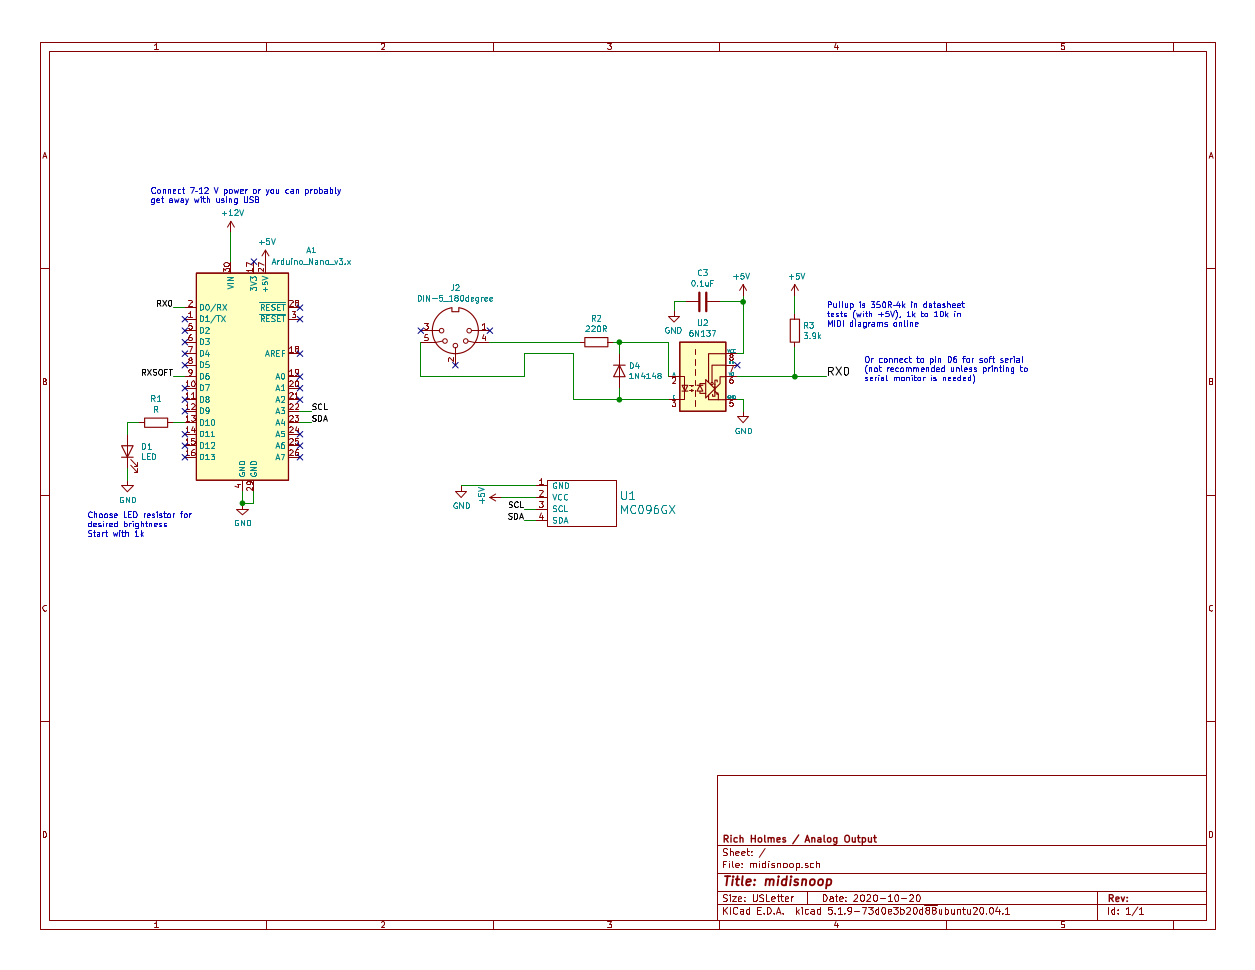 1 2 3 4 5
A A
B B
C C
D D
1 2 3 4 5
Connect 7-12 V power or you can probably
get away with using USB
+12V
+5V
A1
Arduino_Nano_v3.x
30 17 27
VIN 3V3 +5V
RX0 2 D0/RX RESET 28
1 D1/TX RESET 3
5 D2
6 D3
7 D4 AREF 18
8 D5
RXSOFT 9 D6 A0 19
10 D7 A1 20
11 D8 A2 21
12 D9 A3 22 SCL
13 D10 A4 23 SDA
14 D11 A5 24
15 D12 A6 25
16 D13 A7 26
GND GND
4 29
GND
R1
R
D1
LED
GND
Choose LED resistor for
desired brightness
Start with 1k
J2
DIN-5_180degree
3 1
5 4
2
R2
220R
D4
1N4148
C3
0.1uF
GND
+5V
U2
6N137
2
3
8
7
6
5
GND
+5V
R3
3.9k
RX0
Pullup is 350R-4k in datasheet
tests (with +5V), 1k to 10k in
MIDI diagrams online
Or connect to pin D6 for soft serial
(not recommended unless printing to
serial monitor is needed)
GND
+5V
SCL
SDA
1 GND
2 VCC
3 SCL
4 SDA
U1
MC096GX
Rich Holmes / Analog Output
Sheet: /
File: midisnoop.sch
Title: midisnoop
Size: USLetter Date: 2020-10-20 Rev:
KiCad E.D.A. kicad 5.1.9-73d0e3b20d88ubuntu20.04.1 Id: 1/1